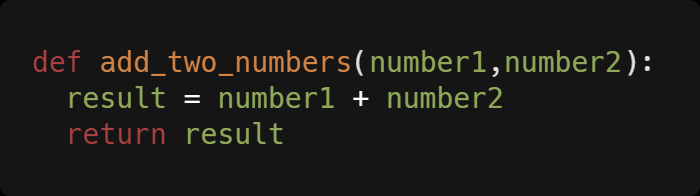 def add_two_numbers(number1,number2):
  result = number1 + number2
  return result